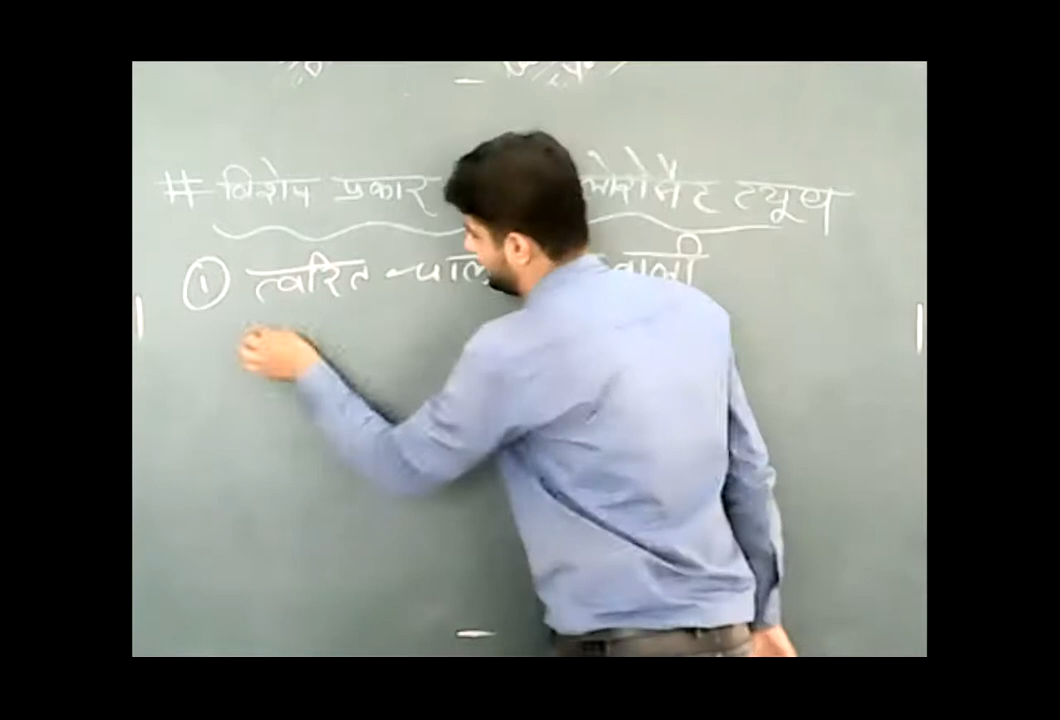 # विशेष प्रकार लोरोसैंट ट्यूब
① त्वरित चाल वाली